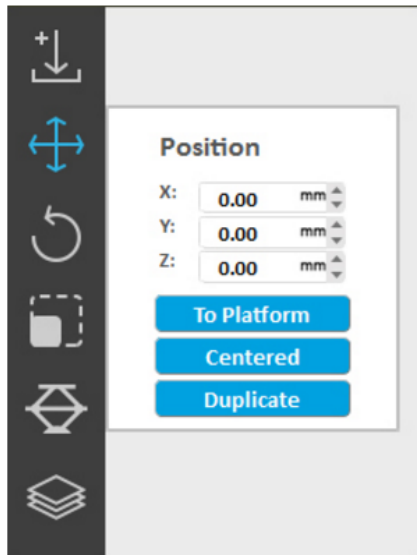 Position
X: 0.00 mm
Y: 0.00 mm
Z: 0.00 mm
To Platform
Centered
Duplicate